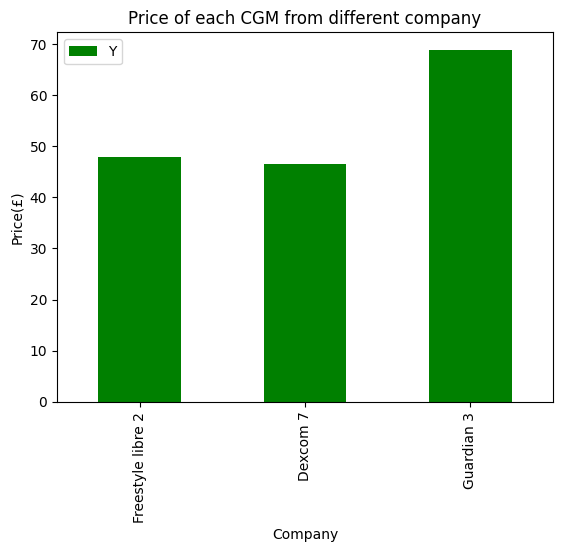 Price of each CGM from different company
Y
Price(£)
70
60
50
40
30
20
10
0
Freestyle libre 2
Dexcom 7
Guardian 3
Company